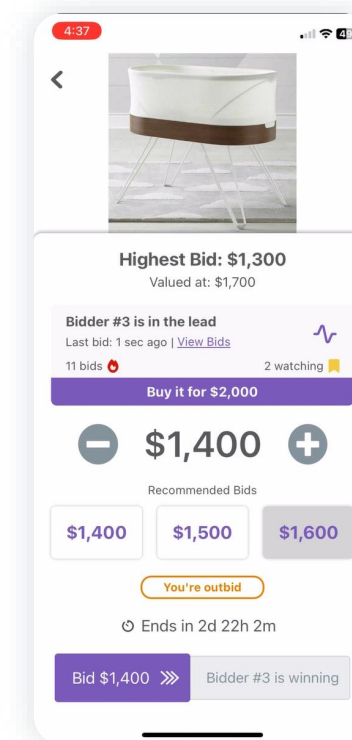 4:37
Highest Bid: $1,300
Valued at: $1,700
Bidder #3 is in the lead
Last bid: 1 sec ago | View Bids
11 bids
2 watching
Buy it for $2,000
$1,400
Recommended Bids
$1,400 $1,500 $1,600
You're outbid
Ends in 2d 22h 2m
Bid $1,400
Bidder #3 is winning